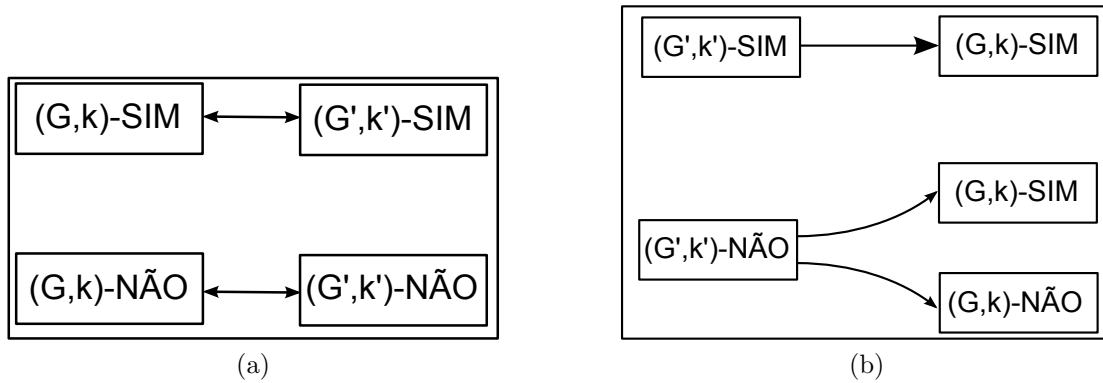 (G,k)-SIM
(G',k')-SIM
(G,k)-NÃO
(G',k')-NÃO
(a)
(G',k')-SIM
(G,k)-SIM
(G,k)-SIM
(G',k')-NÃO
(G,k)-NÃO
(b)